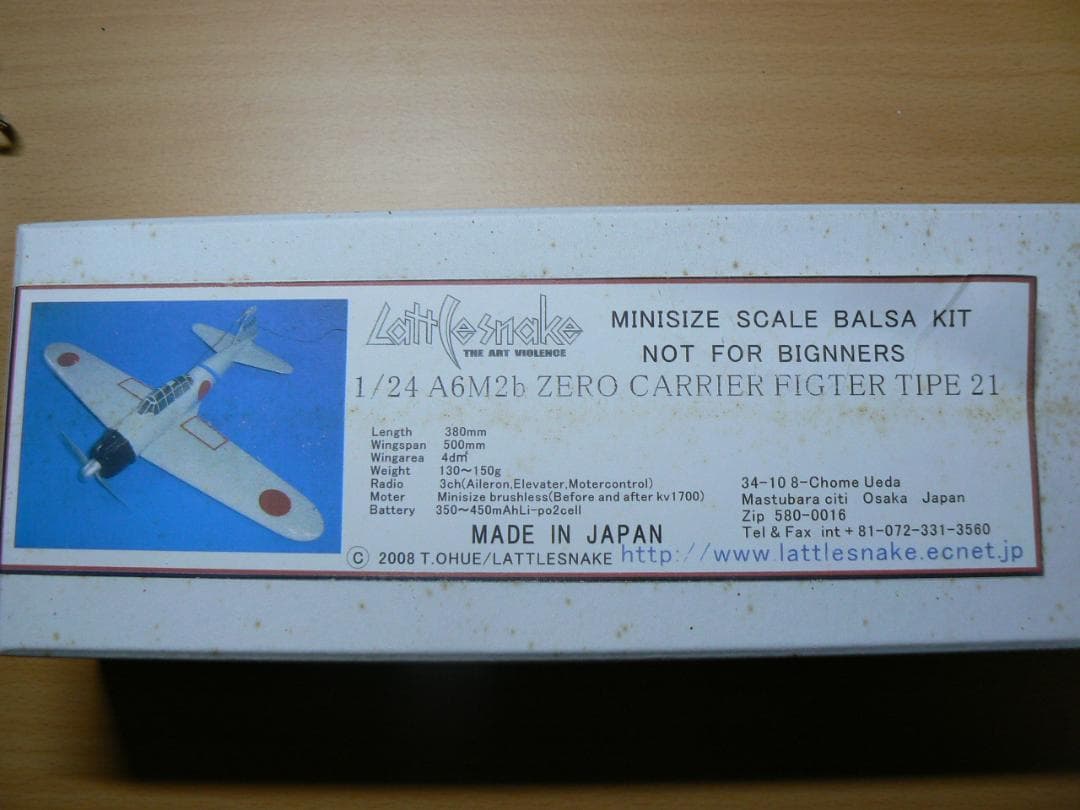 Lattlesnake
THE ART VIOLENCE
MINISIZE SCALE BALSA KIT
NOT FOR BIGNNERS
1/24 A6M2b ZERO CARRIER FIGTER TIPE 21
Length 380mm
Wingspan 500mm
Wingarea 4d㎡
Weight 130～150g
Radio 3ch(Aileron,Elevater,Motercontrol)
Moter Minisize brushless(Before and after kv1700)
Battery 350～450mAhLi-po2cell
34-10 8-Chome Ueda
Mastubara citi Osaka Japan
Zip 580-0016
Tel & Fax int + 81-072-331-3560
MADE IN JAPAN
© 2008 T.OHUE/LATTLESNAKE http://www.lattlesnake.ecnet.jp